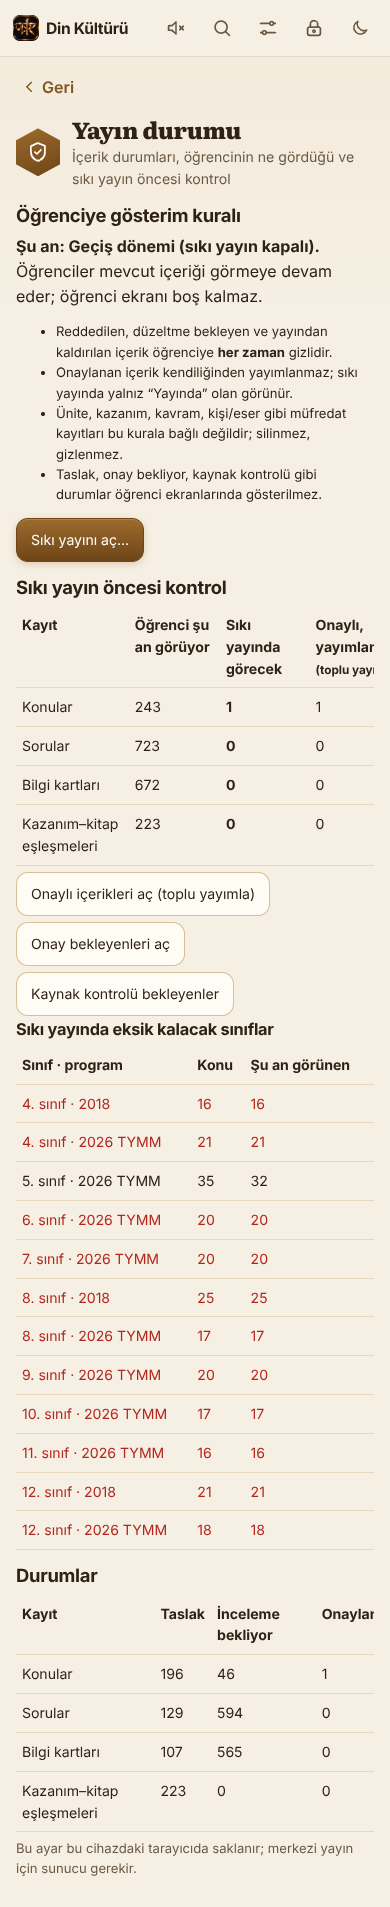 Din Kültürü
Geri
Yayın durumu
İçerik durumları, öğrencinin ne gördüğü ve
sıkı yayın öncesi kontrol
Öğrenciye gösterim kuralı
Şu an: Geçiş dönemi (sıkı yayın kapalı).
Öğrenciler mevcut içeriği görmeye devam
eder; öğrenci ekranı boş kalmaz.
• Reddedilen, düzeltme bekleyen ve yayından
kaldırılan içerik öğrenciye her zaman gizlidir.
• Onaylanan içerik kendiliğinden yayımlanmaz; sıkı
yayında yalnız “Yayında” olan görünür.
• Ünite, kazanım, kavram, kişi/eser gibi müfredat
kayıtları bu kurala bağlı değildir; silinmez,
gizlenmez.
• Taslak, onay bekliyor, kaynak kontrolü gibi
durumlar öğrenci ekranlarında gösterilmez.
Sıkı yayını aç...
Sıkı yayın öncesi kontrol
Kayıt Öğrenci şu an görüyor Sıkı yayında görecek Onaylı,
Konular 243 1 1
Sorular 723 0 0
Bilgi kartları 672 0 0
Kazanım–kitap eşleşmeleri 223 0 0
Onaylı içerikleri aç (toplu yayımla)
Onay bekleyenleri aç
Kaynak kontrolü bekleyenler
Sıkı yayında eksik kalacak sınıflar
Sınıf · program Konu Şu an görünen
4. sınıf · 2018 16 16
4. sınıf · 2026 TYMM 21 21
5. sınıf · 2026 TYMM 35 32
6. sınıf · 2026 TYMM 20 20
7. sınıf · 2026 TYMM 20 20
8. sınıf · 2018 25 25
8. sınıf · 2026 TYMM 17 17
9. sınıf · 2026 TYMM 20 20
10. sınıf · 2026 TYMM 17 17
11. sınıf · 2026 TYMM 16 16
12. sınıf · 2018 21 21
12. sınıf · 2026 TYMM 18 18
Durumlar
Kayıt Taslak İnceleme bekliyor
Konular 196 46 1
Sorular 129 594 0
Bilgi kartları 107 565 0
Kazanım–kitap eşleşmeleri 223 0 0
Bu ayar bu cihazdaki tarayıcıda saklanır; merkezi yayın
için sunucu gerekir.